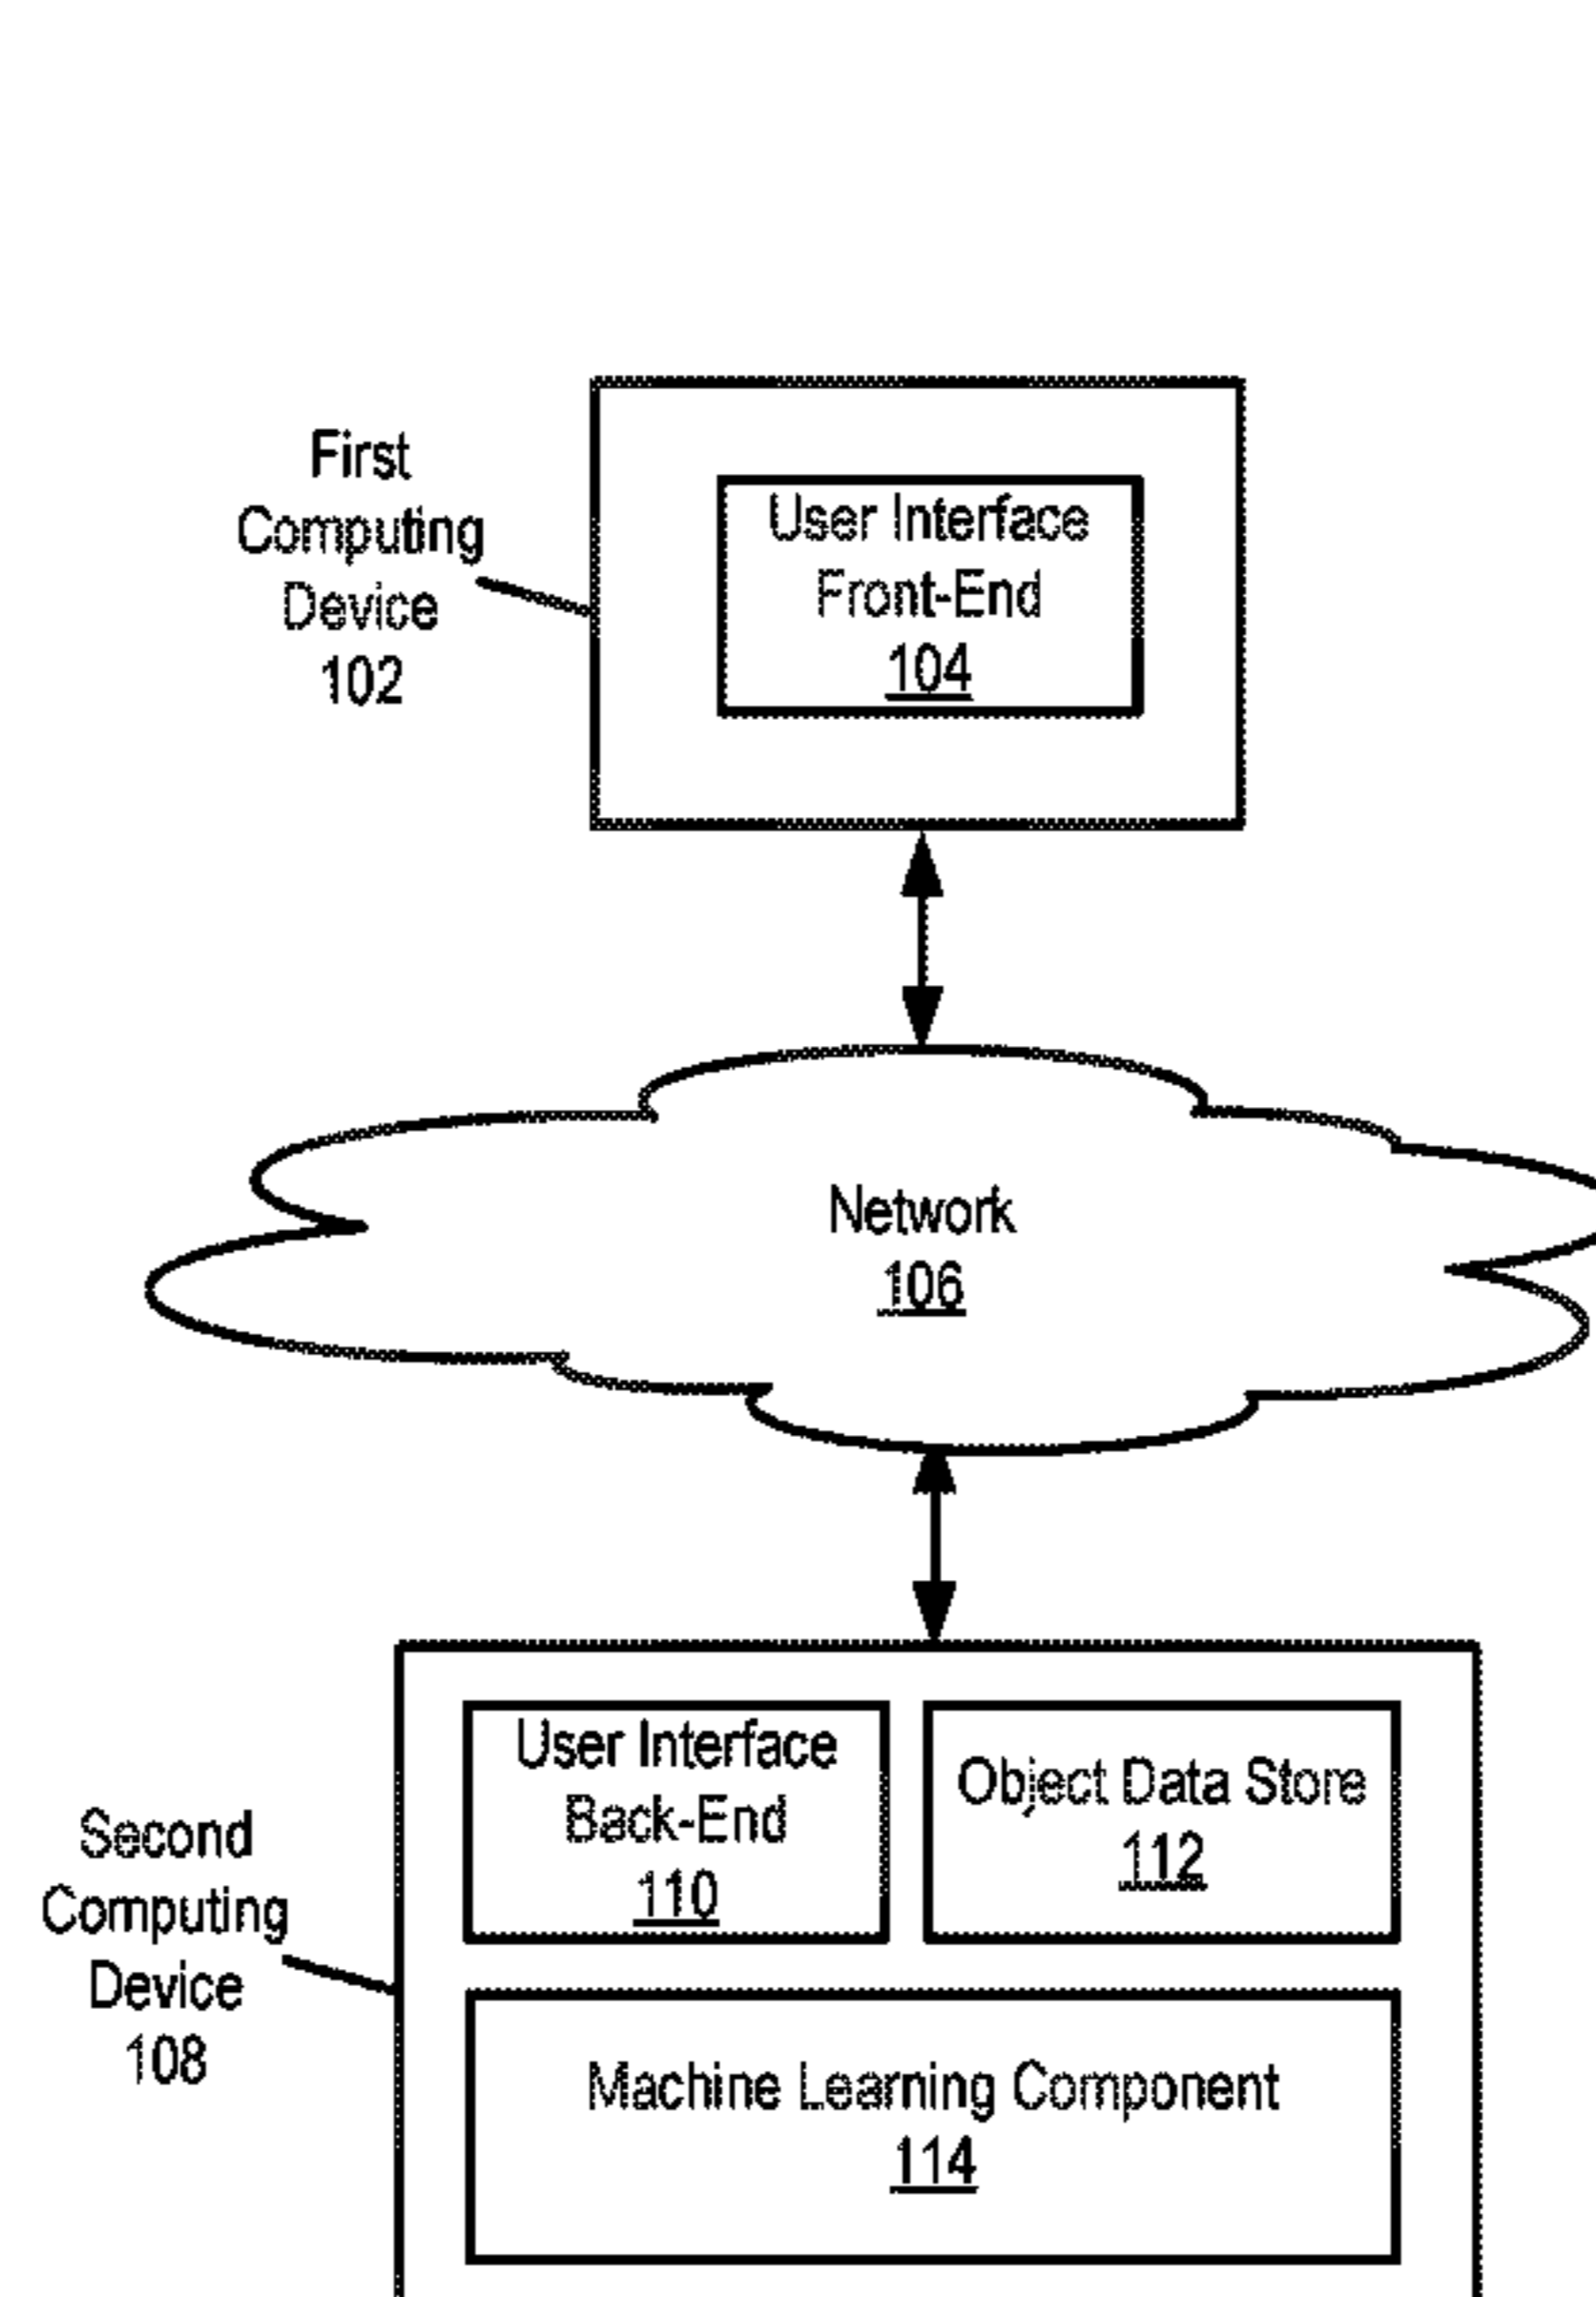 First
Computing
Device
102
User Interface
Front-End
104
Network
106
User Interface
Back-End
110
Object Data Store
112
Second
Computing
Device
108
Machine Learning Component
114